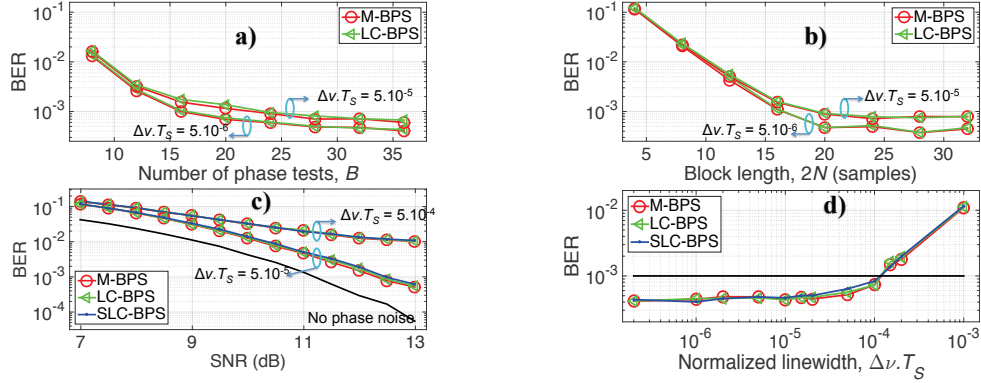 10⁻¹
10⁻²
10⁻³
BER
a)
M-BPS
LC-BPS
Δν.T_S = 5.10⁻⁵
Δν.T_S = 5.10⁻⁶
10 15 20 25 30 35
Number of phase tests, B
10⁻¹
10⁻²
10⁻³
BER
b)
M-BPS
LC-BPS
Δν.T_S = 5.10⁻⁵
Δν.T_S = 5.10⁻⁶
5 10 15 20 25 30
Block length, 2N (samples)
10⁻¹
10⁻²
10⁻³
10⁻⁴
BER
c)
Δν.T_S = 5.10⁻⁴
Δν.T_S = 5.10⁻⁵
M-BPS
LC-BPS
SLC-BPS
No phase noise
7 9 11 13
SNR (dB)
10⁻²
10⁻³
BER
M-BPS
LC-BPS
SLC-BPS
d)
10⁻⁶ 10⁻⁵ 10⁻⁴ 10⁻³
Normalized linewidth, Δν.T_S